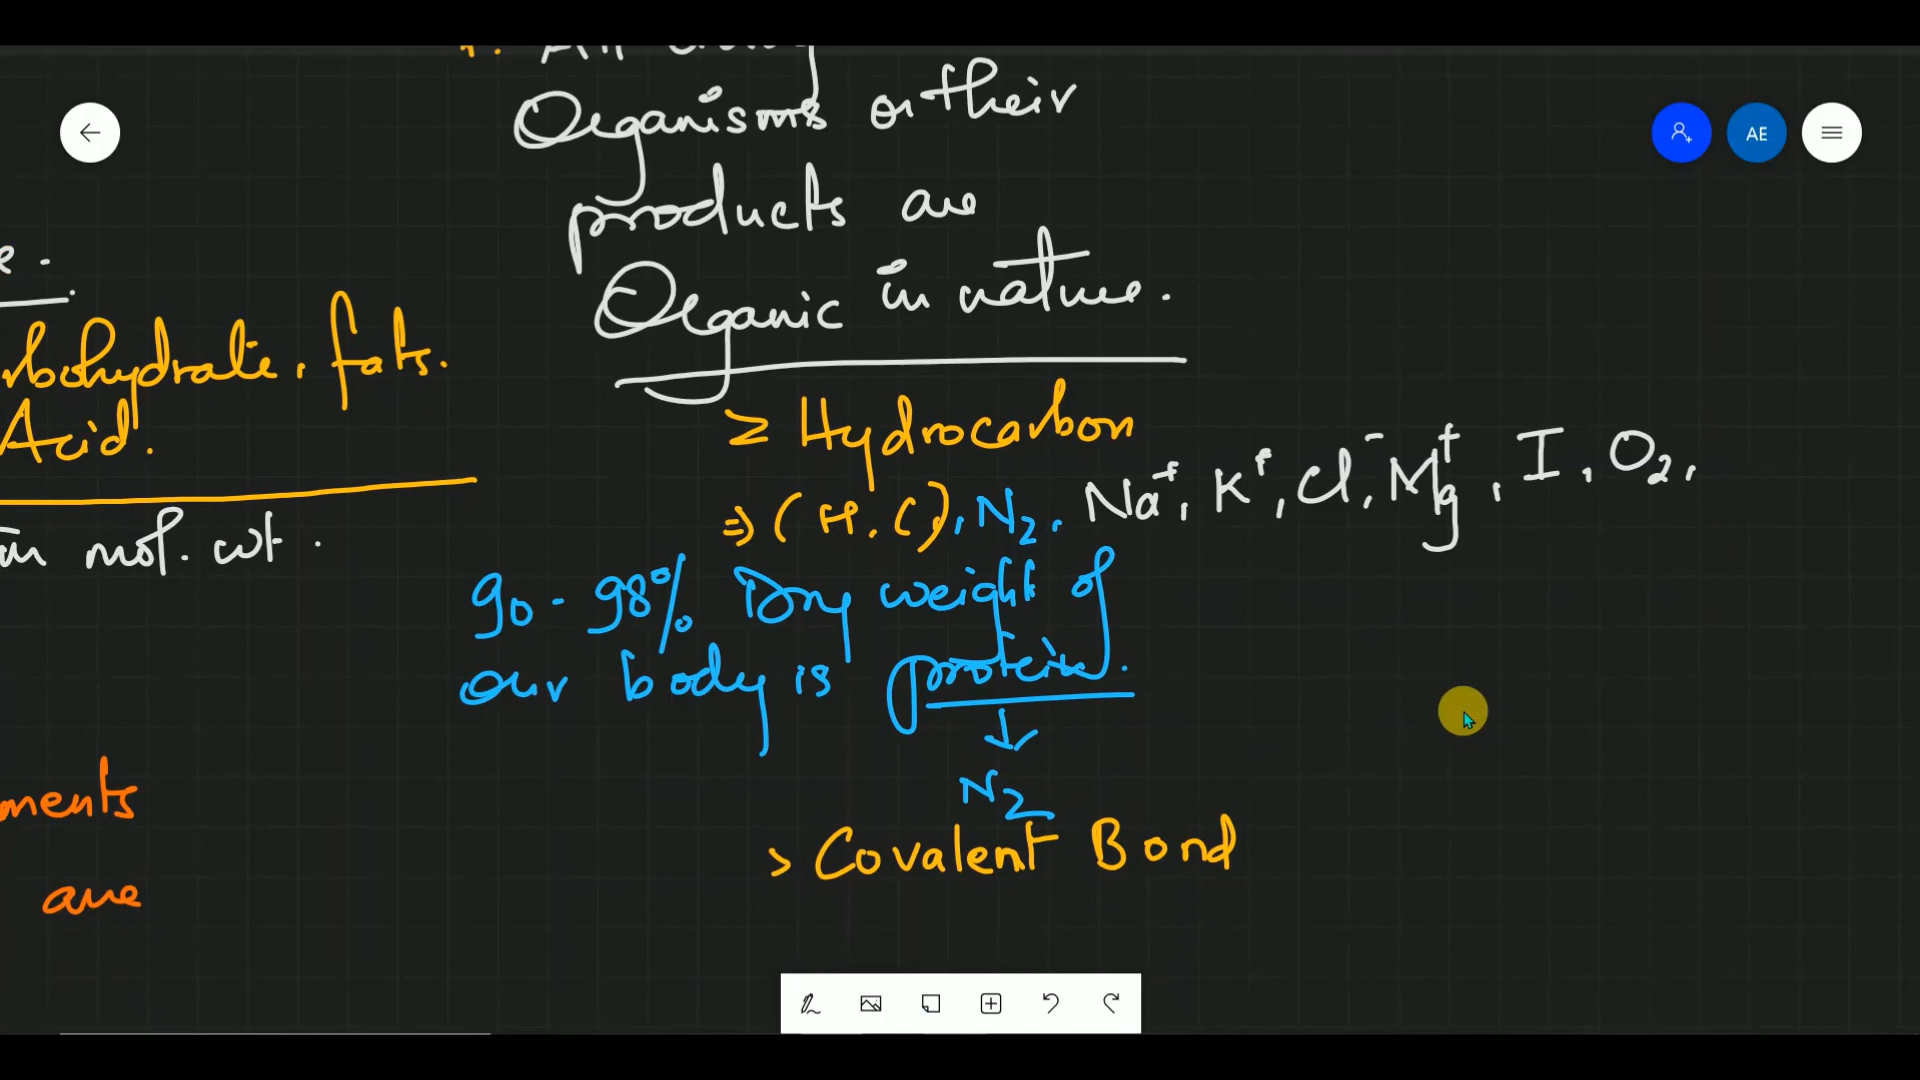 Organisms or their
products are
Organic in nature.
e.
rbohydrate, fats.
Acid.
in mol. wt.
ments
are
≥ Hydrocarbon
⇒ (H, C), N2, Na+, K+, Cl-, Mg+, I, O2,
90-98% Dry weight of
our body is protein.
↓
N2
> Covalent Bond
AE